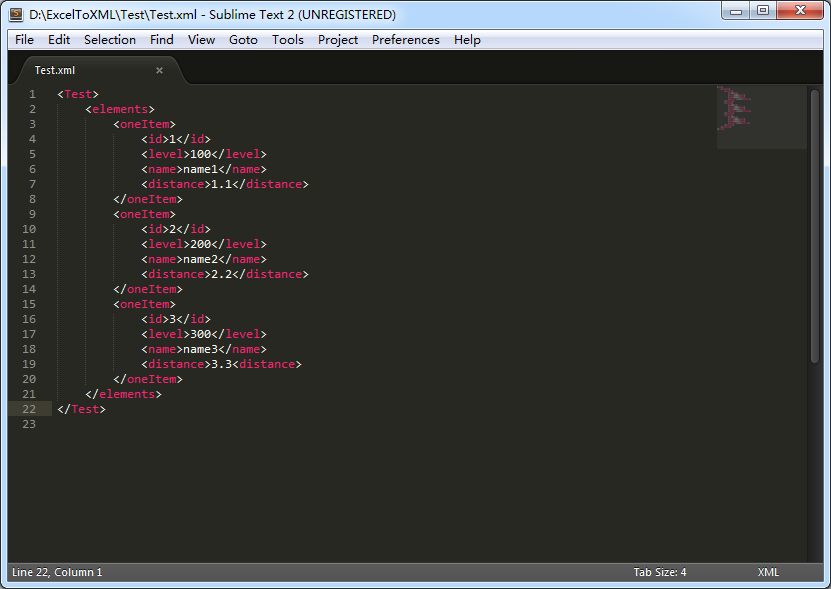 D:\ExcelToXML\Test\Test.xml - Sublime Text 2 (UNREGISTERED)
File Edit Selection Find View Goto Tools Project Preferences Help
Test.xml ×
1 <Test>
2 <elements>
3 <oneItem>
4 <id>1</id>
5 <level>100</level>
6 <name>name1</name>
7 <distance>1.1</distance>
8 </oneItem>
9 <oneItem>
10 <id>2</id>
11 <level>200</level>
12 <name>name2</name>
13 <distance>2.2</distance>
14 </oneItem>
15 <oneItem>
16 <id>3</id>
17 <level>300</level>
18 <name>name3</name>
19 <distance>3.3<distance>
20 </oneItem>
21 </elements>
22 </Test>
23
Line 22, Column 1 Tab Size: 4 XML